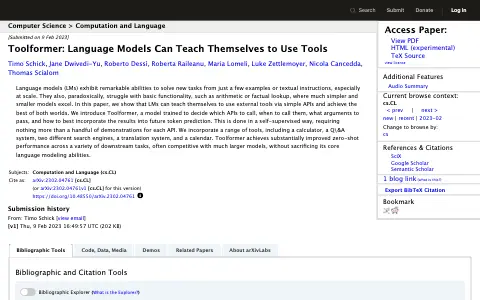 Search Submit Donate Log in
Computer Science > Computation and Language
[Submitted on 9 Feb 2023]
Toolformer: Language Models Can Teach Themselves to Use Tools
Timo Schick, Jane Dwivedi-Yu, Roberto Dessì, Roberta Raileanu, Maria Lomeli, Luke Zettlemoyer, Nicola Cancedda,
Thomas Scialom
Language models (LMs) exhibit remarkable abilities to solve new tasks from just a few examples or textual instructions, especially
at scale. They also, paradoxically, struggle with basic functionality, such as arithmetic or factual lookup, where much simpler and
smaller models excel. In this paper, we show that LMs can teach themselves to use external tools via simple APIs and achieve the
best of both worlds. We introduce Toolformer, a model trained to decide which APIs to call, when to call them, what arguments to
pass, and how to best incorporate the results into future token prediction. This is done in a self-supervised way, requiring
nothing more than a handful of demonstrations for each API. We incorporate a range of tools, including a calculator, a Q\&A
system, two different search engines, a translation system, and a calendar. Toolformer achieves substantially improved zero-shot
performance across a variety of downstream tasks, often competitive with much larger models, without sacrificing its core
language modeling abilities.
Subjects: Computation and Language (cs.CL)
Cite as: arXiv:2302.04761 [cs.CL]
(or arXiv:2302.04761v1 [cs.CL] for this version)
https://doi.org/10.48550/arXiv.2302.04761
Submission history
From: Timo Schick [view email]
[v1] Thu, 9 Feb 2023 16:49:57 UTC (202 KB)
Bibliographic Tools Code, Data, Media Demos Related Papers About arXivLabs
Bibliographic and Citation Tools
Bibliographic Explorer (What is the Explorer?)
Access Paper:
View PDF
HTML (experimental)
TeX Source
view license
Additional Features
Audio Summary
Current browse context:
cs.CL
< prev | next >
new | recent | 2023-02
Change to browse by:
cs
References & Citations
Google Scholar
Semantic Scholar
1 blog link (what is this?)
Export BibTeX Citation
Bookmark